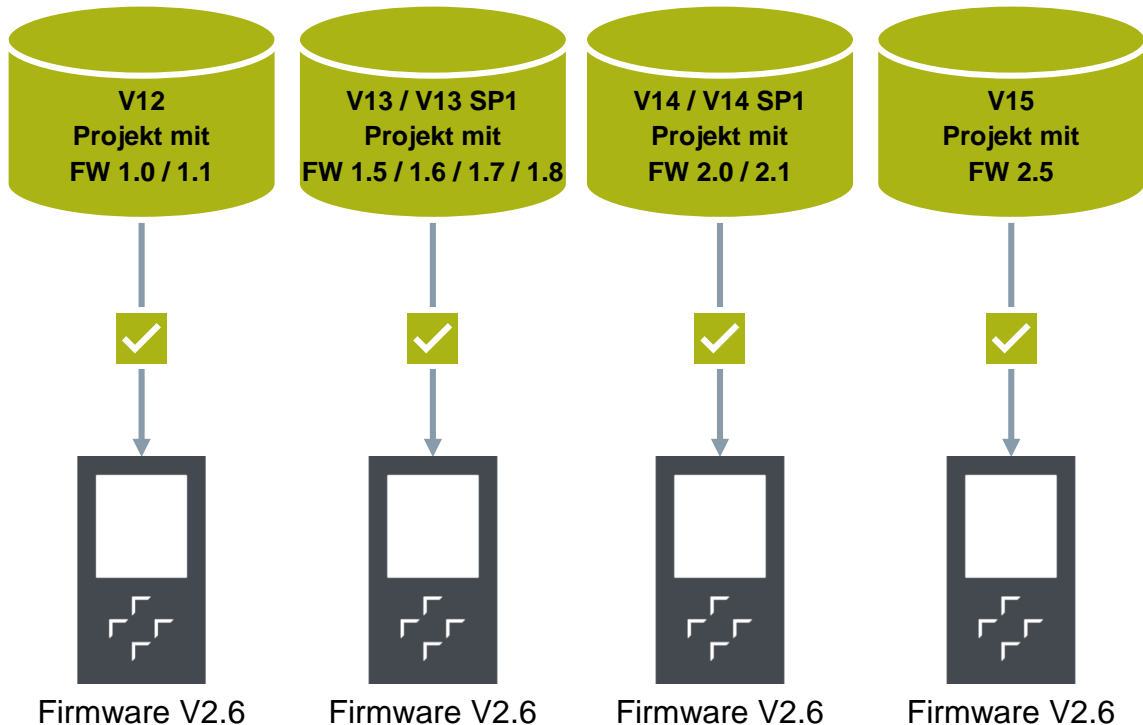 V12
Projekt mit
FW 1.0 / 1.1
V13 / V13 SP1
Projekt mit
FW 1.5 / 1.6 / 1.7 / 1.8
V14 / V14 SP1
Projekt mit
FW 2.0 / 2.1
V15
Projekt mit
FW 2.5
Firmware V2.6
Firmware V2.6
Firmware V2.6
Firmware V2.6